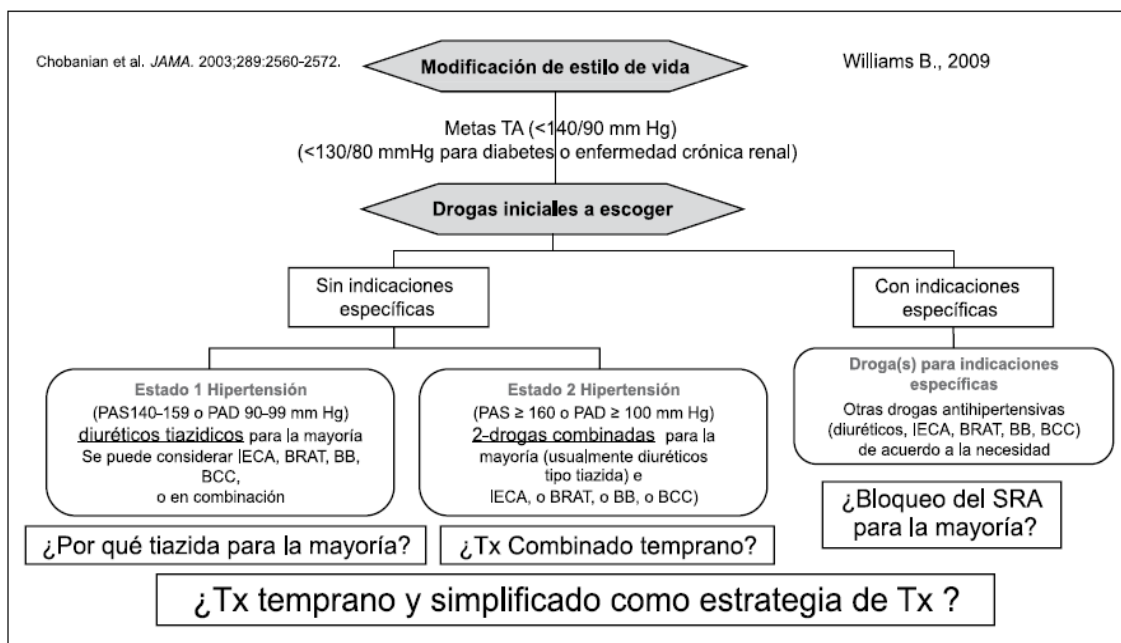 Chobanian et al. JAMA. 2003;289:2560-2572.
Modificación de estilo de vida
Williams B., 2009
Metas TA (<140/90 mm Hg)
(<130/80 mmHg para diabetes o enfermedad crónica renal)
Drogas iniciales a escoger
Sin indicaciones
específicas
Con indicaciones
específicas
Estado 1 Hipertensión
(PAS140-159 o PAD 90-99 mm Hg)
diuréticos tiazidicos para la mayoría
Se puede considerar IECA, BRAT, BB,
BCC,
o en combinación
Estado 2 Hipertensión
(PAS ≥ 160 o PAD ≥ 100 mm Hg)
2-drogas combinadas para la
mayoría (usualmente diuréticos
tipo tiazida) e
IECA, o BRAT, o BB, o BCC)
Droga(s) para indicaciones
específicas
Otras drogas antihipertensivas
(diuréticos, IECA, BRAT, BB, BCC)
de acuerdo a la necesidad
¿Por qué tiazida para la mayoría?
¿Tx Combinado temprano?
¿Bloqueo del SRA
para la mayoría?
¿Tx temprano y simplificado como estrategia de Tx ?